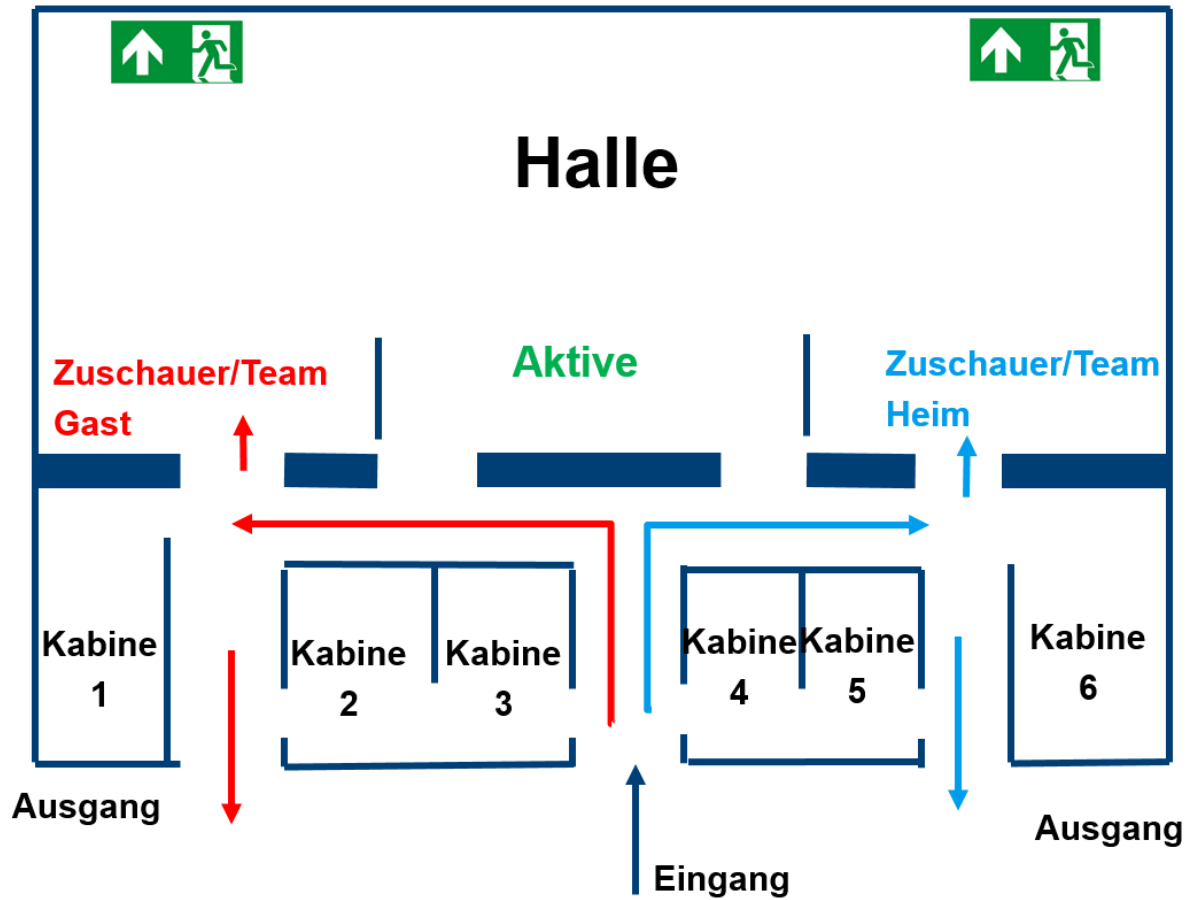 Halle
Aktive
Zuschauer/Team
Gast
Zuschauer/Team
Heim
Kabine
1
Kabine
2
Kabine
3
Kabine
4
Kabine
5
Kabine
6
Ausgang
Eingang
Ausgang